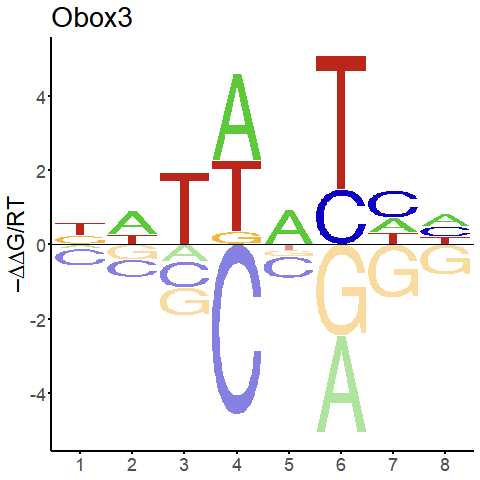 Obox3
−ΔΔG/RT
4
2
0
-2
-4
T G C
A T G C
T A C G
A T G C
A T G C
T C G A
C A T G
A C T G
1 2 3 4 5 6 7 8